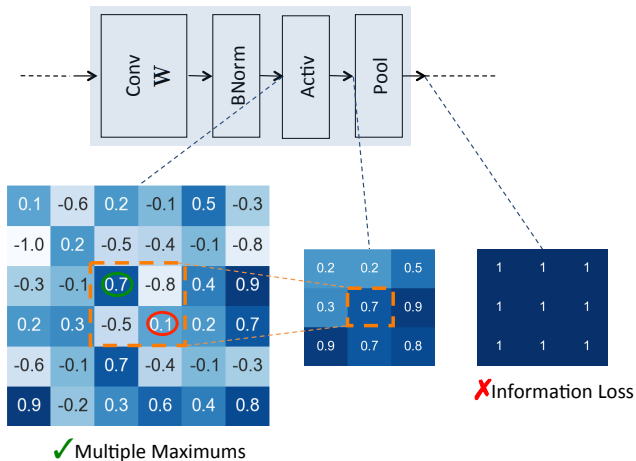 Conv W BNorm Activ Pool
0.1 -0.6 0.2 -0.1 0.5 -0.3
-1.0 0.2 -0.5 -0.4 -0.1 -0.8
-0.3 -0.1 0.7 -0.8 0.4 0.9
0.2 0.3 -0.5 0.1 0.2 0.7
-0.6 -0.1 0.7 -0.4 -0.1 -0.3
0.9 -0.2 0.3 0.6 0.4 0.8
✓Multiple Maximums
0.2 0.2 0.5
0.3 0.7 0.9
0.9 0.7 0.8
1 1 1
1 1 1
1 1 1
✗Information Loss